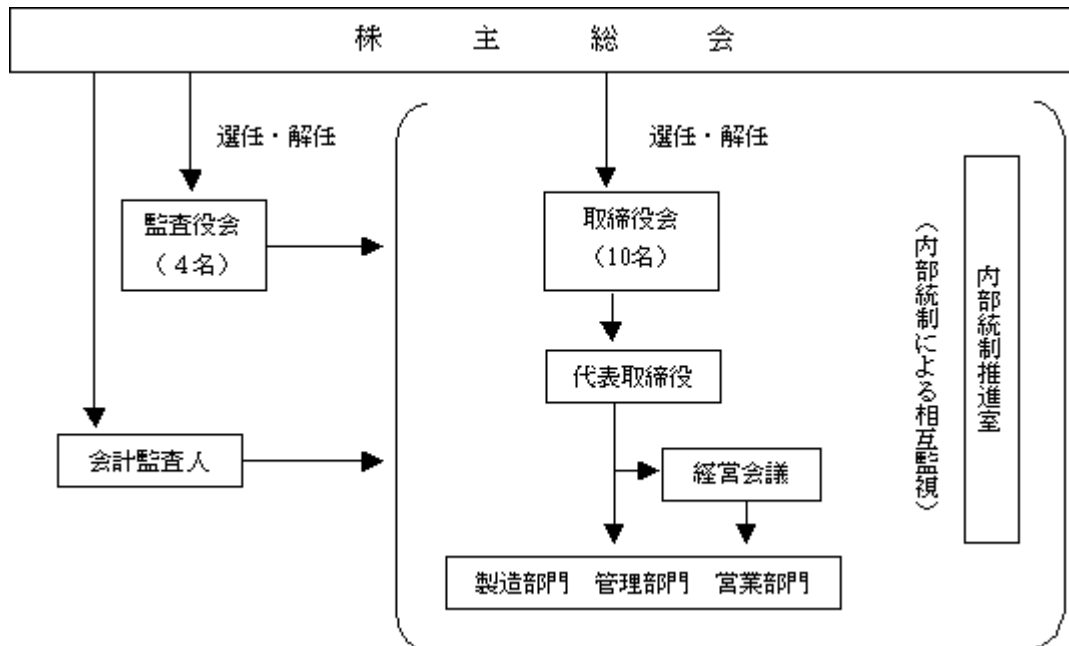 株主総会
選任・解任
選任・解任
監査役会
（４名）
取締役会
（10名）
代表取締役
会計監査人
経営会議
製造部門　管理部門　営業部門
（内部統制による相互監視）
内部統制推進室